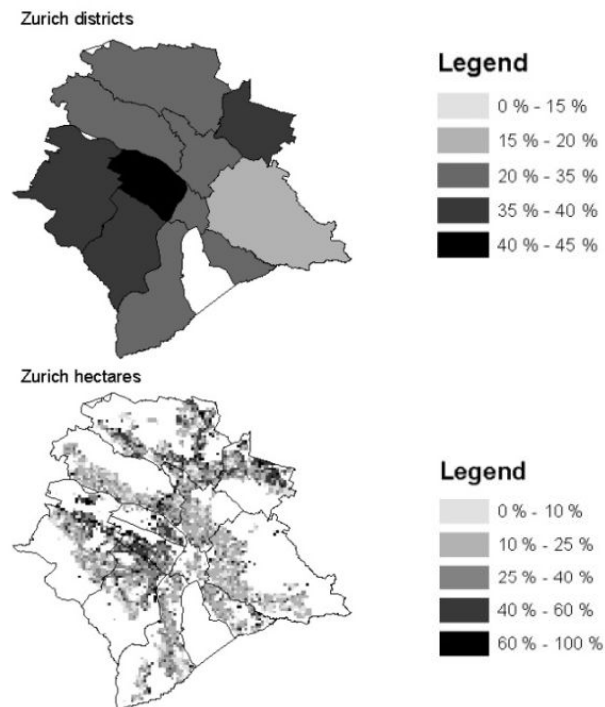 Zurich districts
Legend
0 % - 15 %
15 % - 20 %
20 % - 35 %
35 % - 40 %
40 % - 45 %
Zurich hectares
Legend
0 % - 10 %
10 % - 25 %
25 % - 40 %
40 % - 60 %
60 % - 100 %